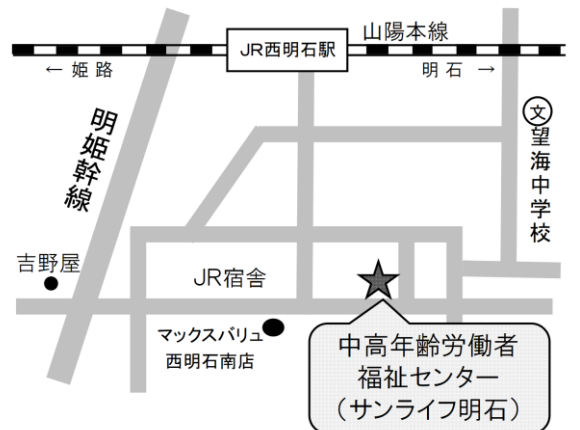 山陽本線
JR西明石駅
← 姫路
明石 →
明姫幹線
文
望海中学校
吉野屋
JR宿舎
マックスバリュ
西明石南店
中高年齢労働者
福祉センター
（サンライフ明石）